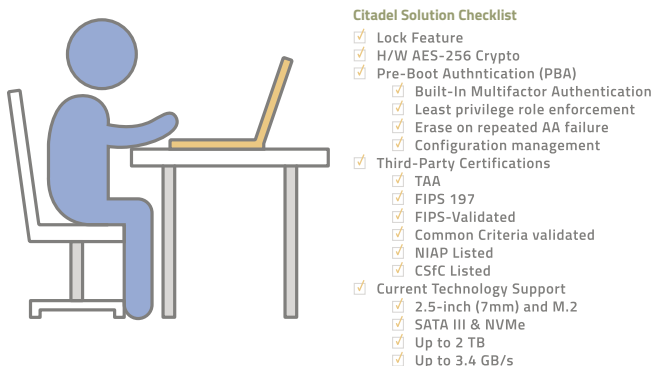 Citadel Solution Checklist
Lock Feature
H/W AES-256 Crypto
Pre-Boot Authntication (PBA)
Built-In Multifactor Authentication
Least privilege role enforcement
Erase on repeated AA failure
Configuration management
Third-Party Certifications
TAA
FIPS 197
FIPS-Validated
Common Criteria validated
NIAP Listed
CSfC Listed
Current Technology Support
2.5-inch (7mm) and M.2
SATA III & NVMe
Up to 2 TB
Up to 3.4 GB/s